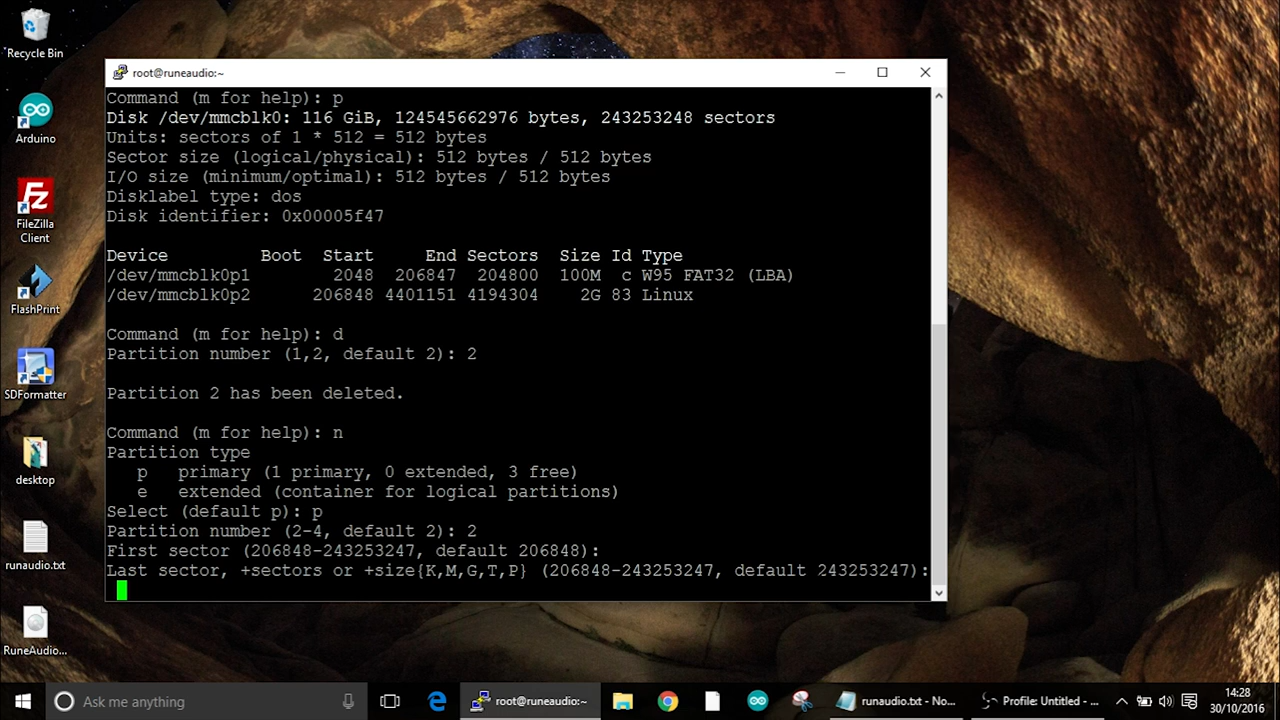 Recycle Bin
Arduino
FileZilla
Client
FlashPrint
SDFormatter
desktop
runaudio.txt
RuneAudio...
root@runeaudio:~
Command (m for help): p
Disk /dev/mmcblk0: 116 GiB, 124545662976 bytes, 243253248 sectors
Units: sectors of 1 * 512 = 512 bytes
Sector size (logical/physical): 512 bytes / 512 bytes
I/O size (minimum/optimal): 512 bytes / 512 bytes
Disklabel type: dos
Disk identifier: 0x00005f47
Device Boot Start End Sectors Size Id Type
/dev/mmcblk0p1 2048 206847 204800 100M c W95 FAT32 (LBA)
/dev/mmcblk0p2 206848 4401151 4194304 2G 83 Linux
Command (m for help): d
Partition number (1,2, default 2): 2
Partition 2 has been deleted.
Command (m for help): n
Partition type
p primary (1 primary, 0 extended, 3 free)
e extended (container for logical partitions)
Select (default p): p
Partition number (2-4, default 2): 2
First sector (206848-243253247, default 206848):
Last sector, +sectors or +size{K,M,G,T,P} (206848-243253247, default 243253247):
Ask me anything
root@runeaudio:~
runaudio.txt - No...
Profile: Untitled - ...
14:28
30/10/2016